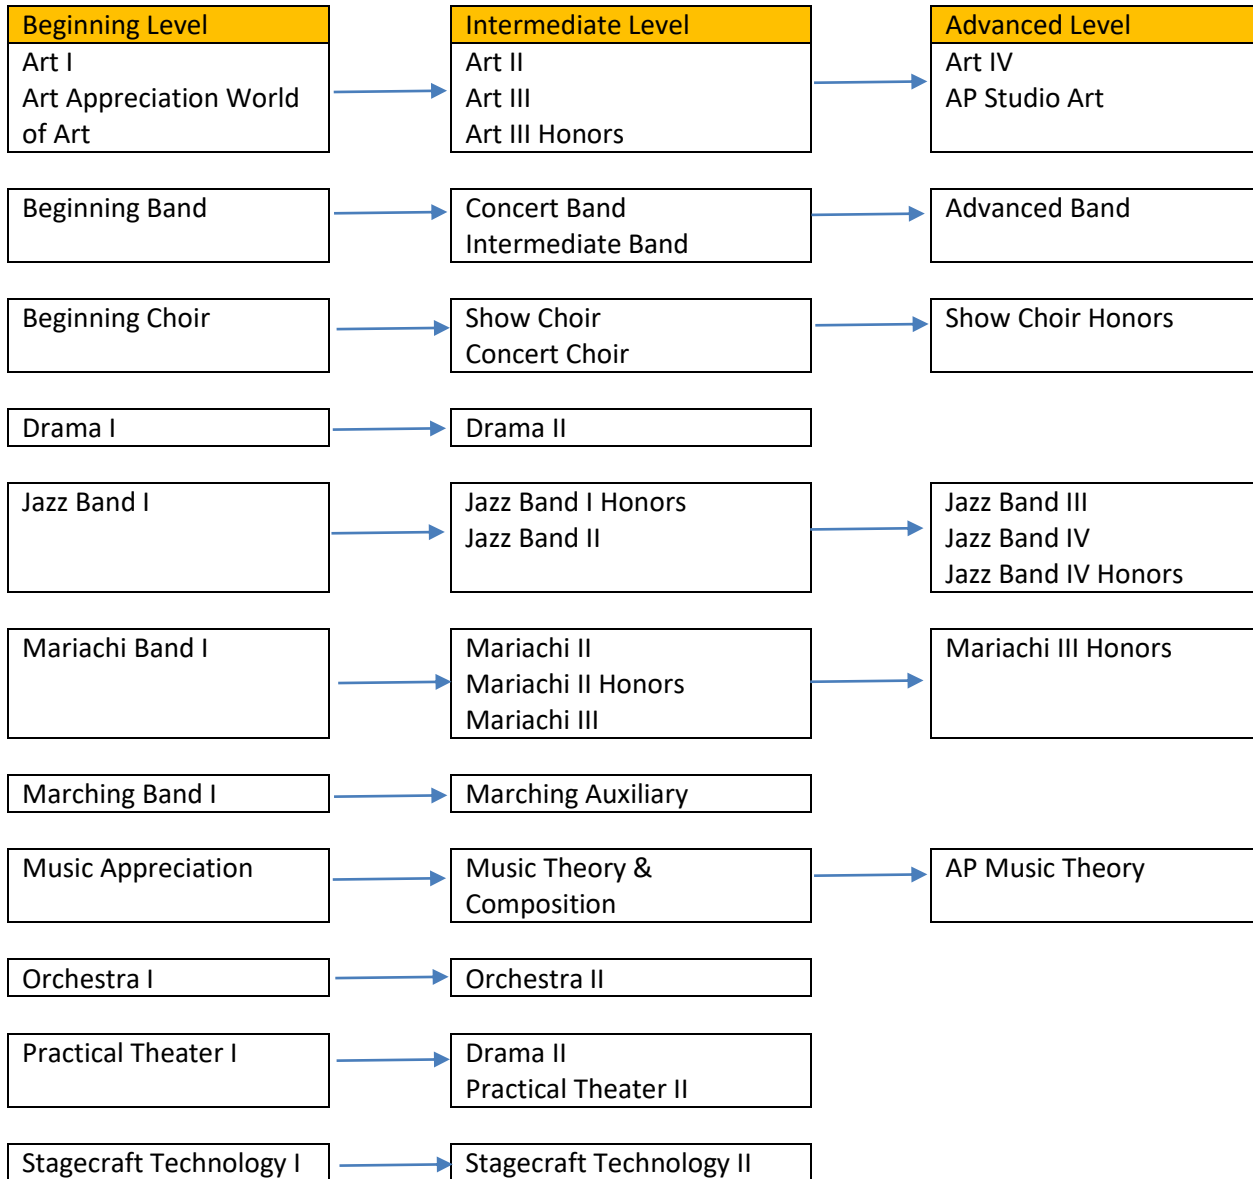 Beginning Level
Intermediate Level
Advanced Level
Art I
Art Appreciation World
of Art
Art II
Art III
Art III Honors
Art IV
AP Studio Art
Beginning Band
Concert Band
Intermediate Band
Advanced Band
Beginning Choir
Show Choir
Concert Choir
Show Choir Honors
Drama I
Drama II
Jazz Band I
Jazz Band I Honors
Jazz Band II
Jazz Band III
Jazz Band IV
Jazz Band IV Honors
Mariachi Band I
Mariachi II
Mariachi II Honors
Mariachi III
Mariachi III Honors
Marching Band I
Marching Auxiliary
Music Appreciation
Music Theory &
Composition
AP Music Theory
Orchestra I
Orchestra II
Practical Theater I
Drama II
Practical Theater II
Stagecraft Technology I
Stagecraft Technology II